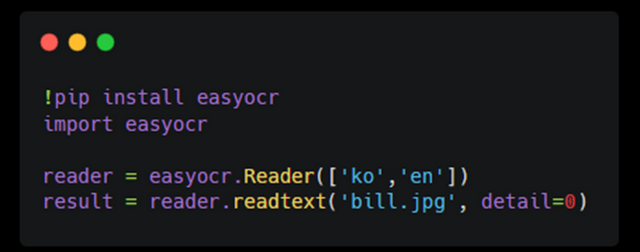 !pip install easyocr
import easyocr
reader = easyocr.Reader(['ko','en'])
result = reader.readtext('bill.jpg', detail=0)